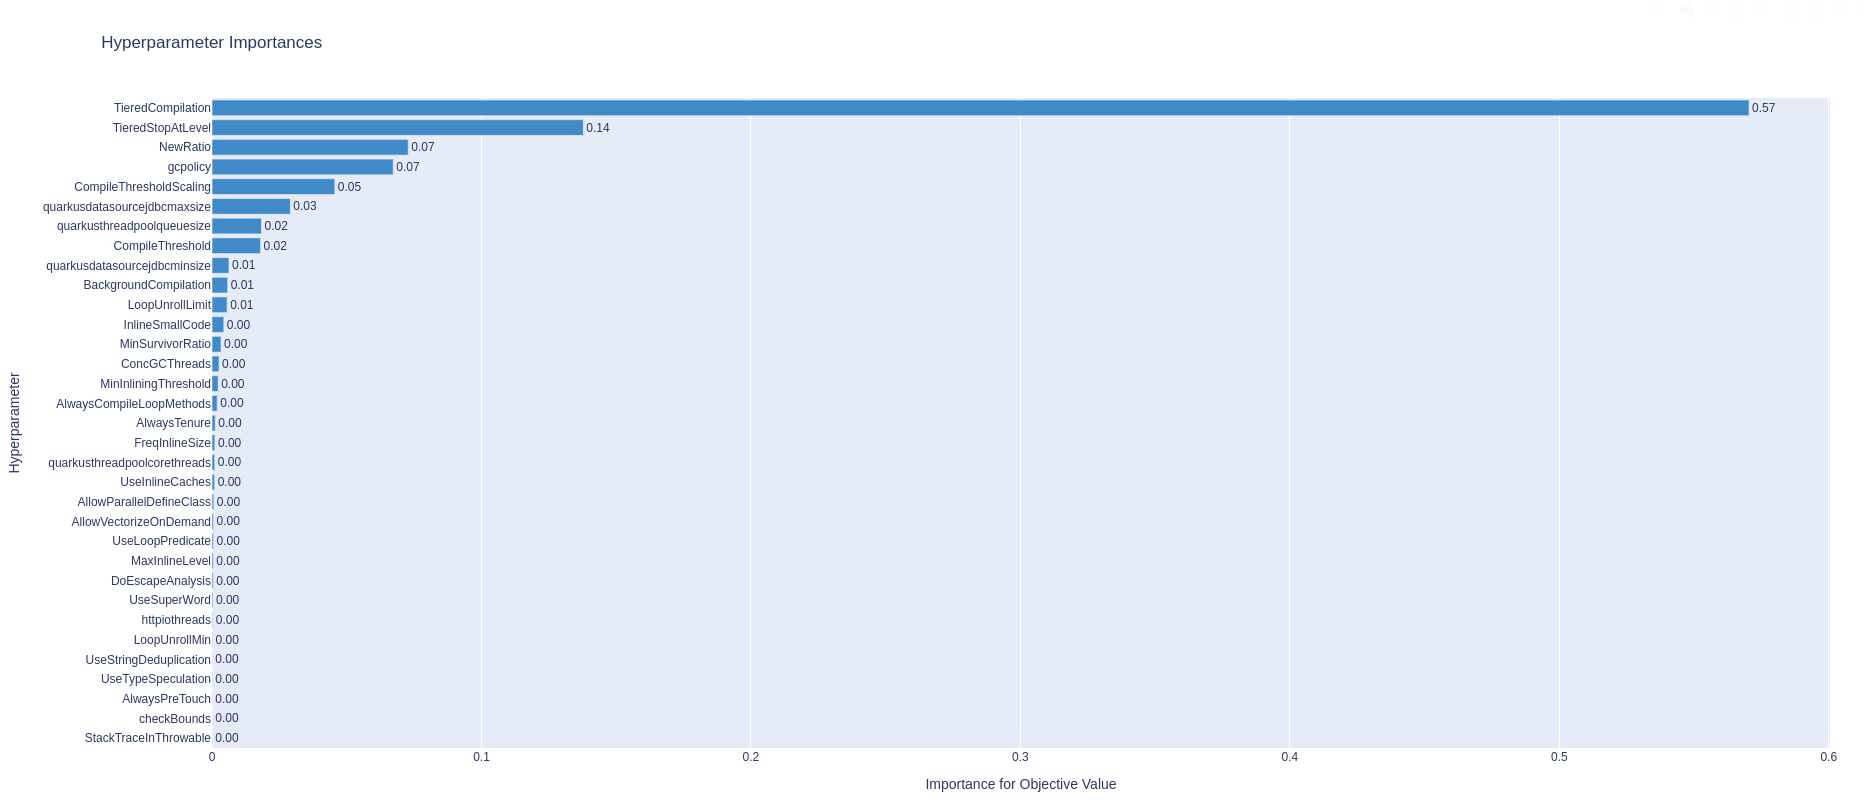 Hyperparameter Importances
TieredCompilation 0.57
TieredStopAtLevel 0.14
NewRatio 0.07
gcpolicy 0.07
CompileThresholdScaling 0.05
quarkusdatasourcejdbcmaxsize 0.03
quarkusthreadpoolqueuesize 0.02
CompileThreshold 0.02
quarkusdatasourcejdbcminsize 0.01
BackgroundCompilation 0.01
LoopUnrollLimit 0.01
InlineSmallCode 0.00
MinSurvivorRatio 0.00
ConcGCThreads 0.00
MinInliningThreshold 0.00
AlwaysCompileLoopMethods 0.00
AlwaysTenure 0.00
FreqInlineSize 0.00
quarkusthreadpoolcorethreads 0.00
UseInlineCaches 0.00
AllowParallelDefineClass 0.00
AllowVectorizeOnDemand 0.00
UseLoopPredicate 0.00
MaxInlineLevel 0.00
DoEscapeAnalysis 0.00
UseSuperWord 0.00
httpiothreads 0.00
LoopUnrollMin 0.00
UseStringDeduplication 0.00
UseTypeSpeculation 0.00
AlwaysPreTouch 0.00
checkBounds 0.00
StackTraceInThrowable 0.00
0 0.1 0.2 0.3 0.4 0.5 0.6
Importance for Objective Value
Hyperparameter